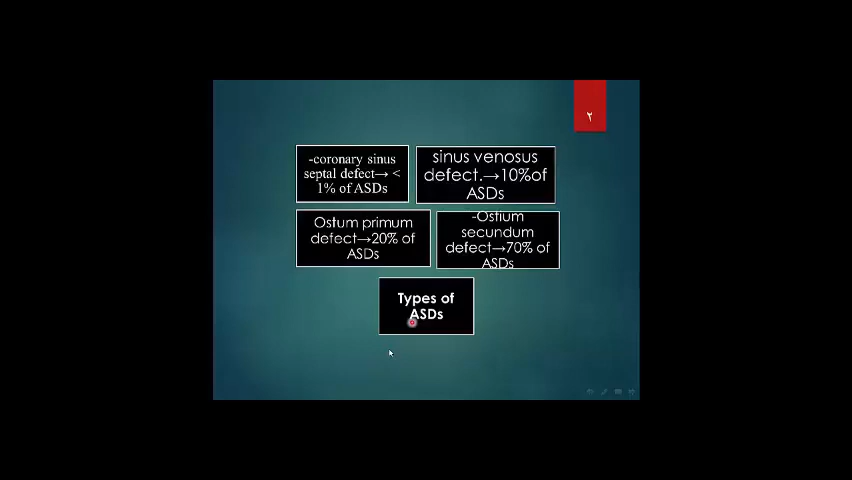 ٢
-coronary sinus
septal defect→ <
1% of ASDs
sinus venosus
defect.→10%of
ASDs
Ostum primum
defect→20% of
ASDs
-Ostium
secundum
defect→70% of
ASDs
Types of
ASDs